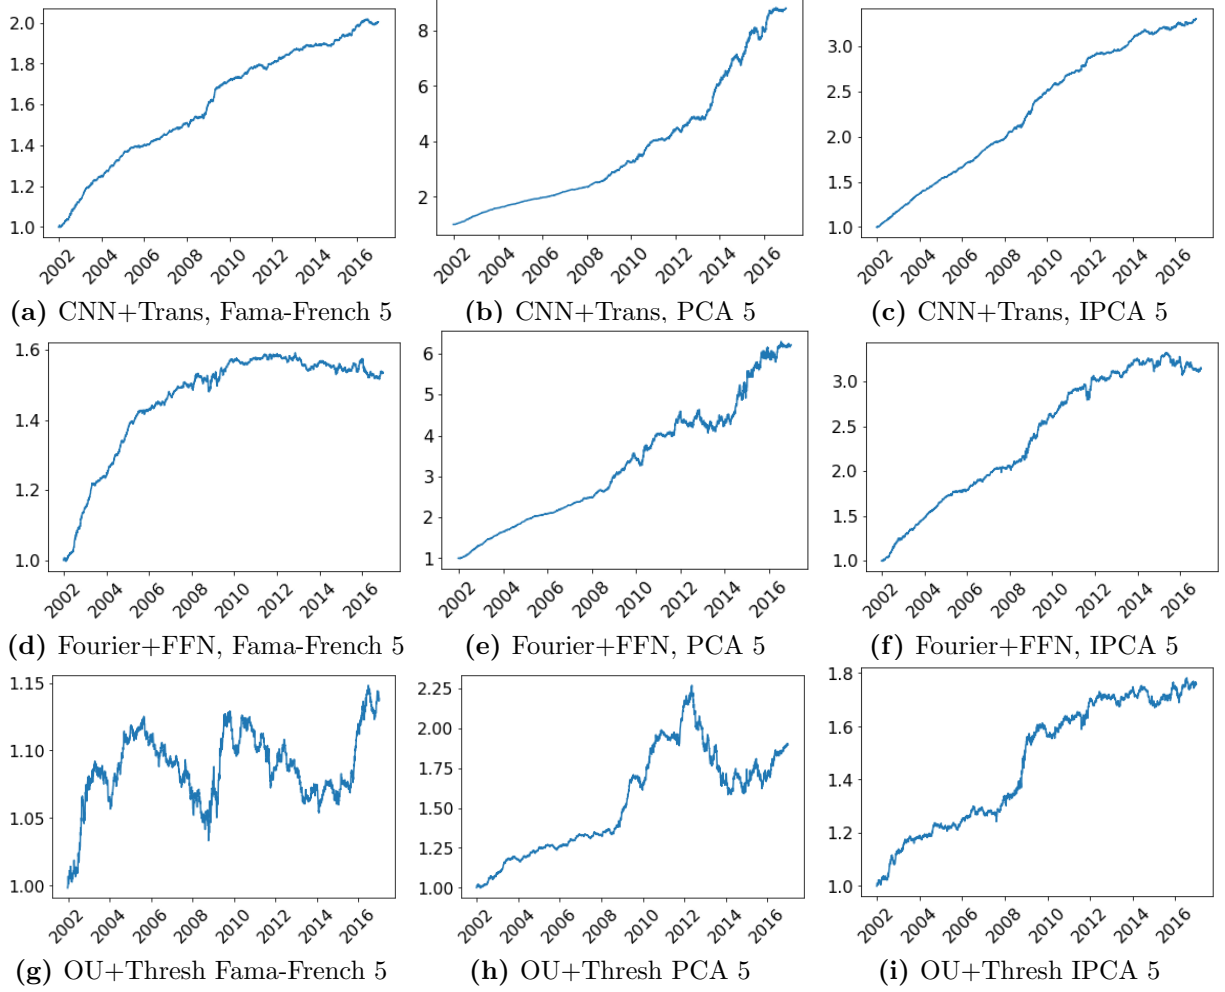 2.0
1.8
1.6
1.4
1.2
1.0
2002 2004 2006 2008 2010 2012 2014 2016
(a) CNN+Trans, Fama-French 5
8
6
4
2
2002 2004 2006 2008 2010 2012 2014 2016
(b) CNN+Trans, PCA 5
3.0
2.5
2.0
1.5
1.0
2002 2004 2006 2008 2010 2012 2014 2016
(c) CNN+Trans, IPCA 5
1.6
1.4
1.2
1.0
2002 2004 2006 2008 2010 2012 2014 2016
(d) Fourier+FFN, Fama-French 5
6
5
4
3
2
1
2002 2004 2006 2008 2010 2012 2014 2016
(e) Fourier+FFN, PCA 5
3.0
2.5
2.0
1.5
1.0
2002 2004 2006 2008 2010 2012 2014 2016
(f) Fourier+FFN, IPCA 5
1.15
1.10
1.05
1.00
2002 2004 2006 2008 2010 2012 2014 2016
(g) OU+Thresh Fama-French 5
2.25
2.00
1.75
1.50
1.25
1.00
2002 2004 2006 2008 2010 2012 2014 2016
(h) OU+Thresh PCA 5
1.8
1.6
1.4
1.2
1.0
2002 2004 2006 2008 2010 2012 2014 2016
(i) OU+Thresh IPCA 5